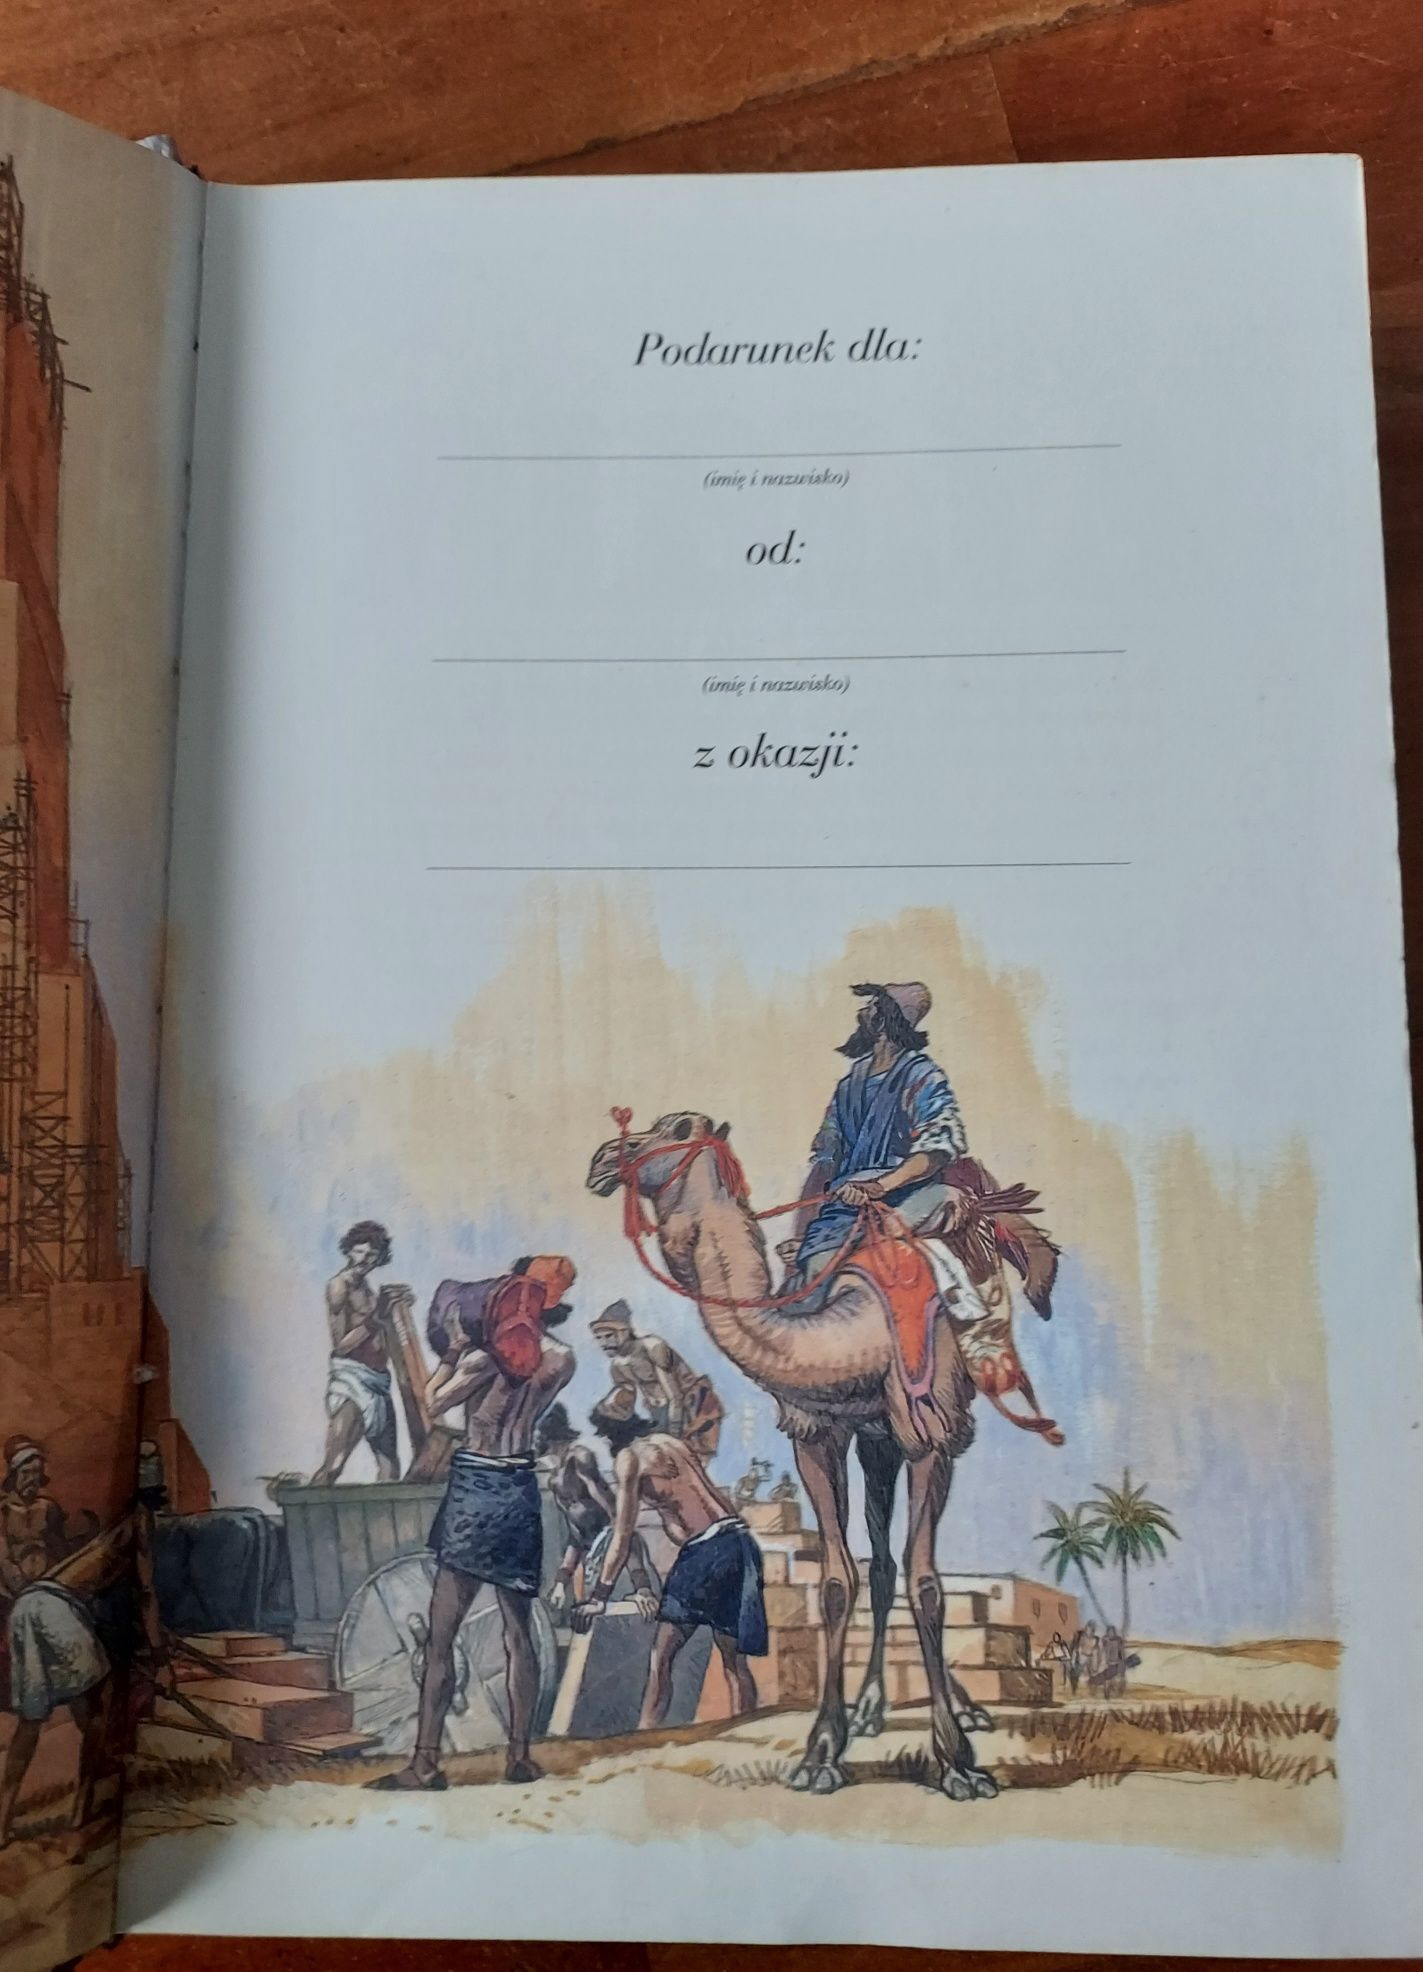 Podarunek dla:
(imię i nazwisko)
od:
(imię i nazwisko)
z okazji: